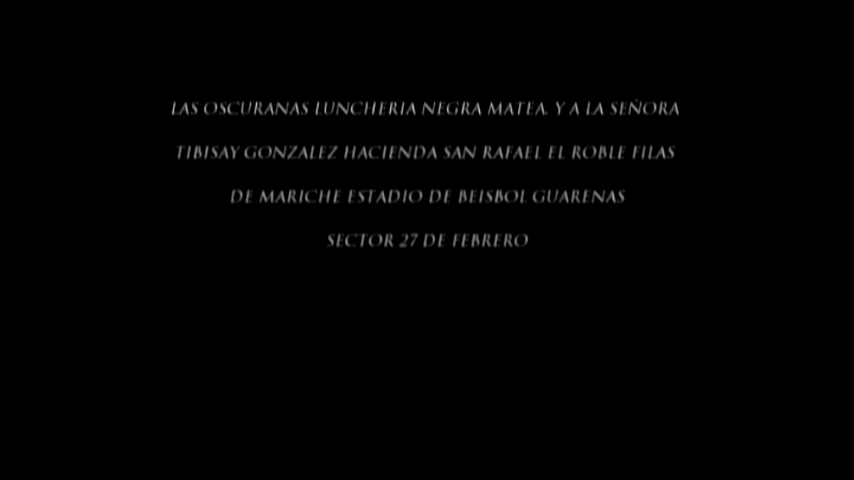 LAS OSCURANAS LUNCHERIA NEGRA MATEA. Y A LA SEÑORA
TIBISAY GONZALEZ HACIENDA SAN RAFAEL EL ROBLE FILAS
DE MARICHE ESTADIO DE BEISBOL GUARENAS
SECTOR 27 DE FEBRERO